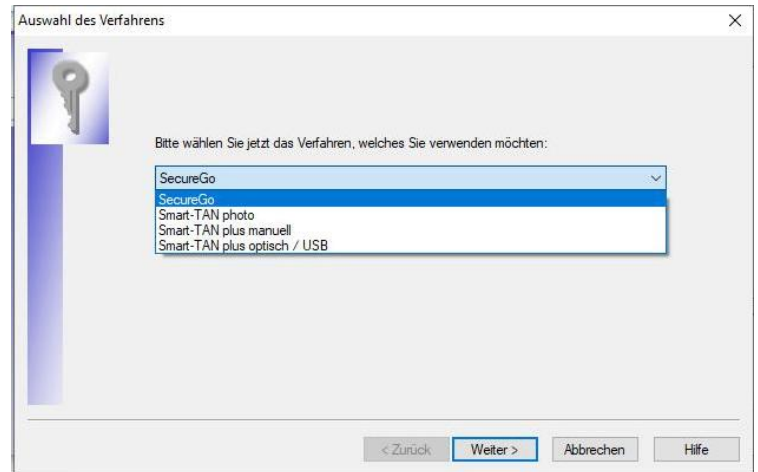 Auswahl des Verfahrens
Bitte wählen Sie jetzt das Verfahren, welches Sie verwenden möchten:
SecureGo
SecureGo
Smart-TAN photo
Smart-TAN plus manuell
Smart-TAN plus optisch / USB
< Zurück Weiter > Abbrechen Hilfe